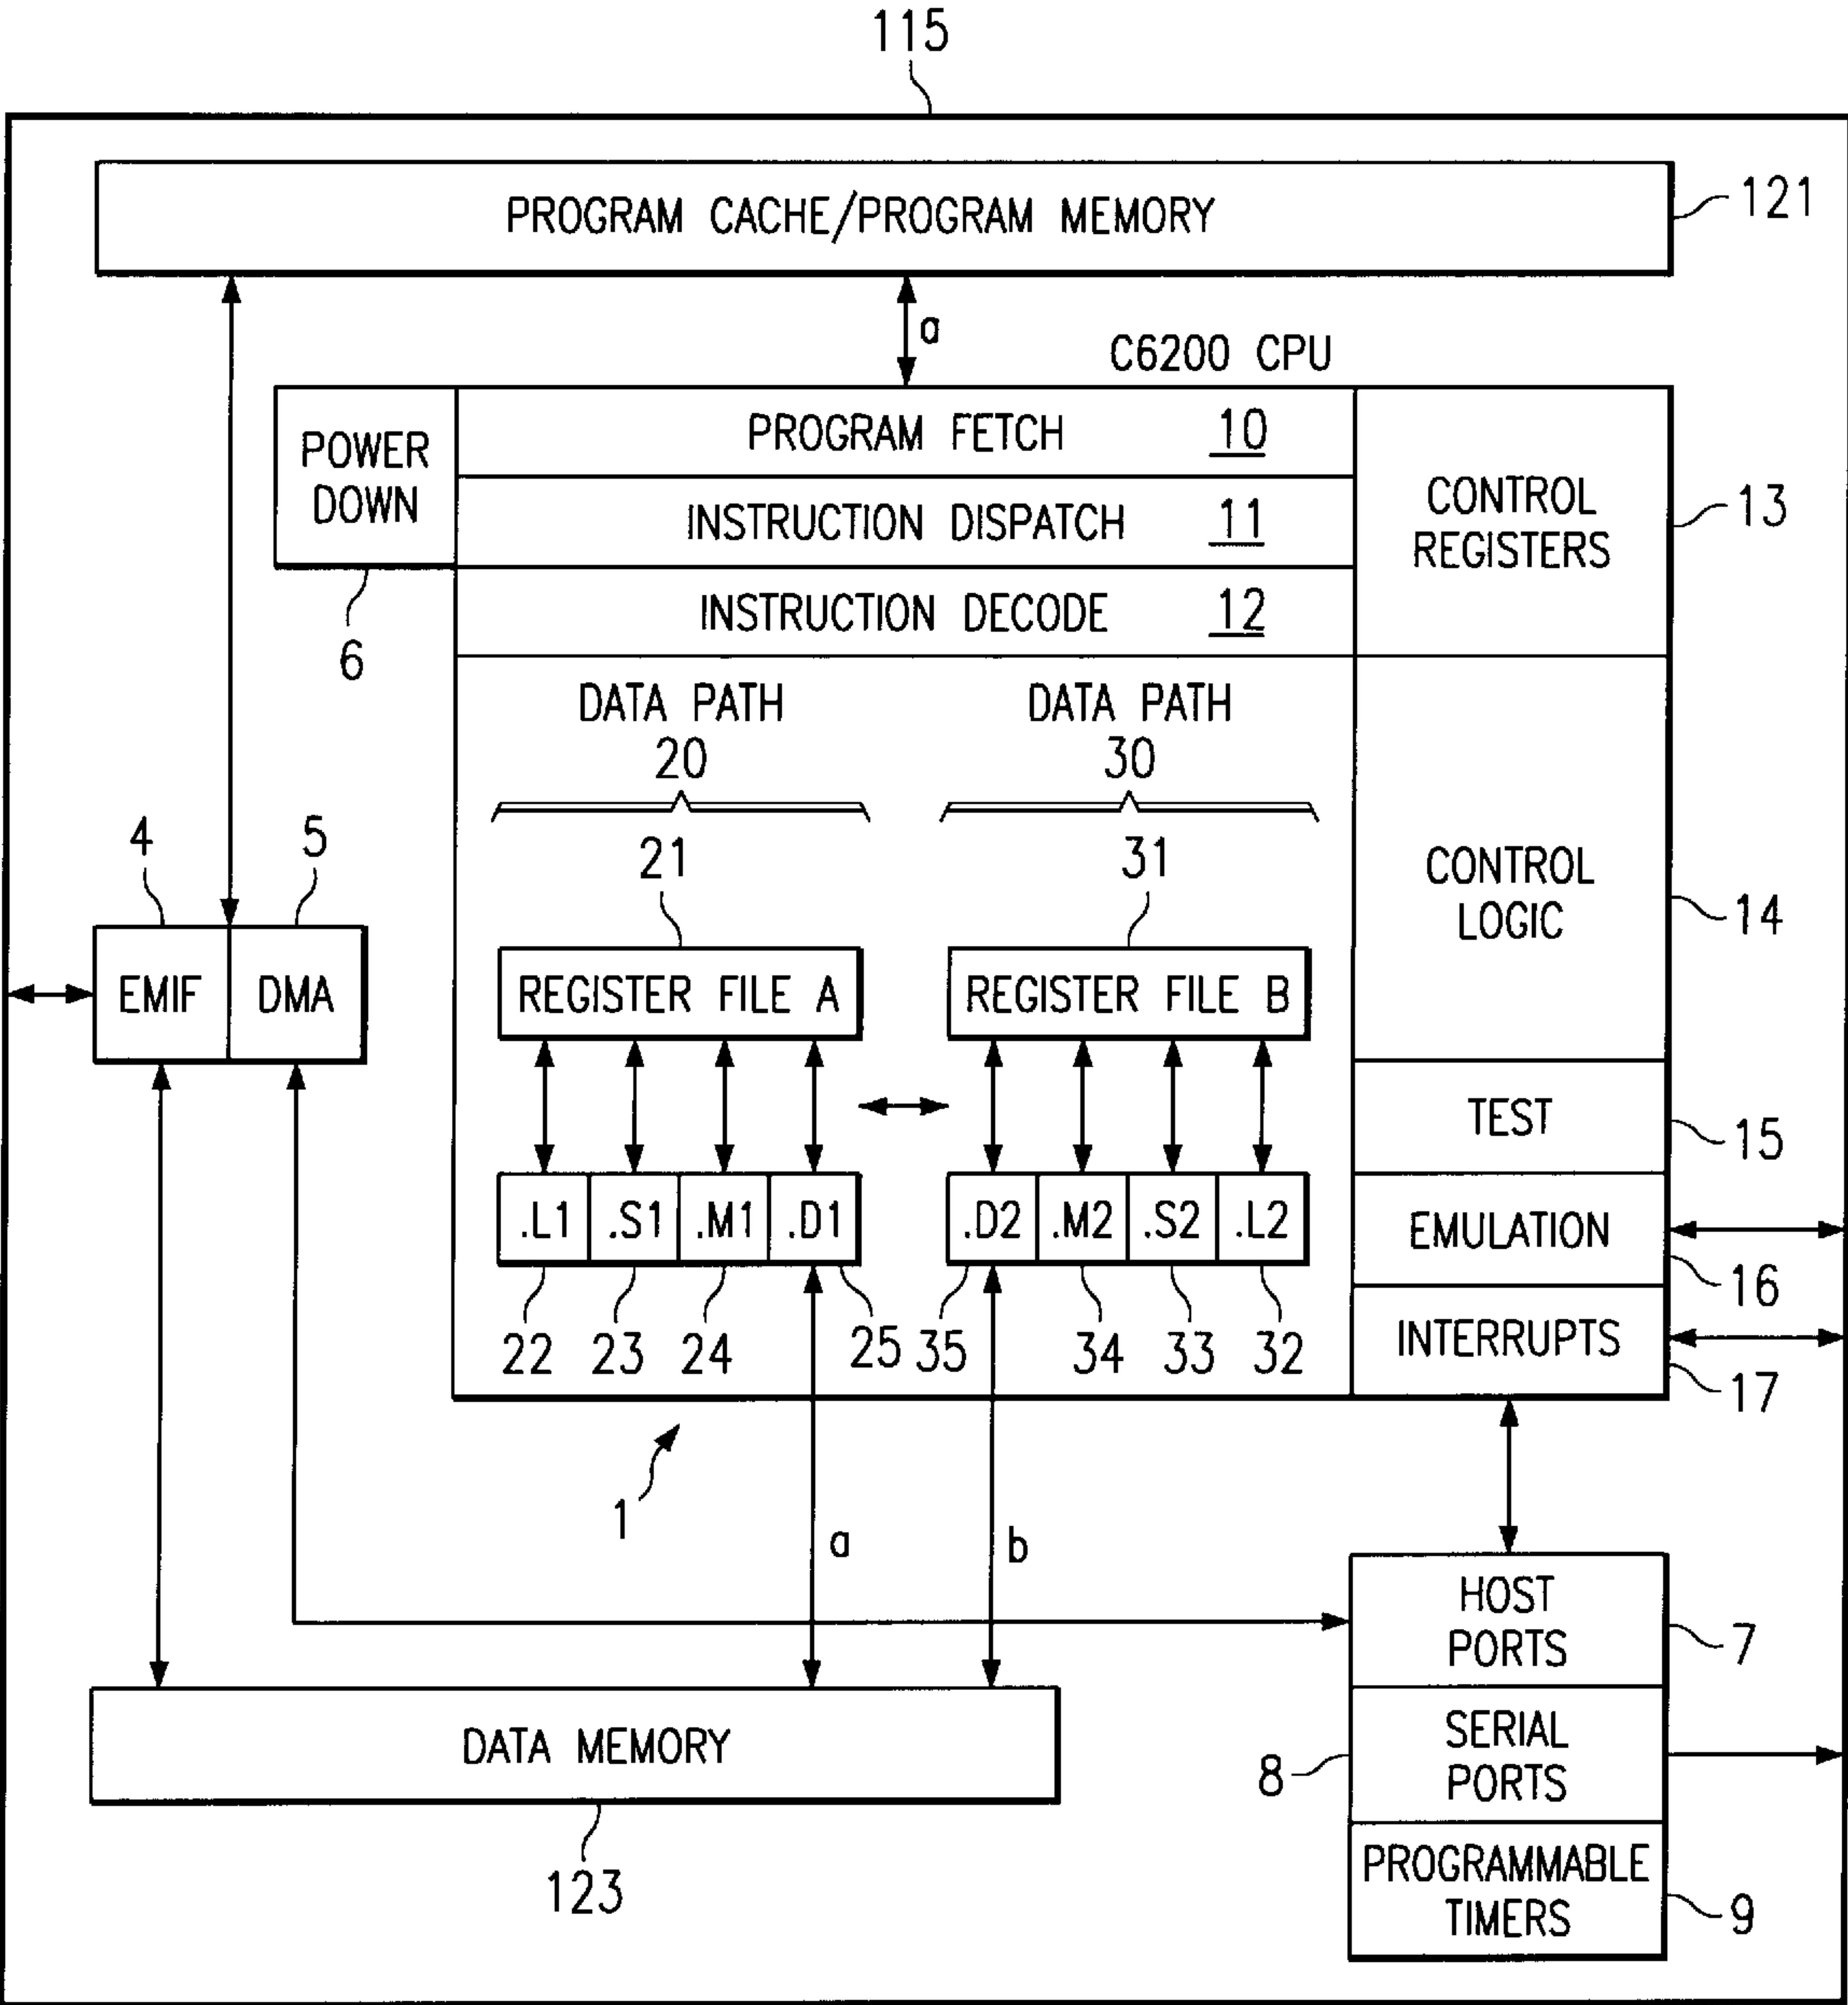 115
PROGRAM CACHE/PROGRAM MEMORY
121
a
C6200 CPU
POWER
DOWN
6
PROGRAM FETCH 10
INSTRUCTION DISPATCH 11
INSTRUCTION DECODE 12
CONTROL
REGISTERS
13
DATA PATH
20
DATA PATH
30
4
5
21
31
CONTROL
LOGIC
14
EMIF
DMA
REGISTER FILE A
REGISTER FILE B
TEST
15
.L1
.S1
.M1
.D1
.D2
.M2
.S2
.L2
EMULATION
16
22
23
24
25
35
34
33
32
INTERRUPTS
17
1
a
b
HOST
PORTS
7
SERIAL
PORTS
8
DATA MEMORY
123
PROGRAMMABLE
TIMERS
9